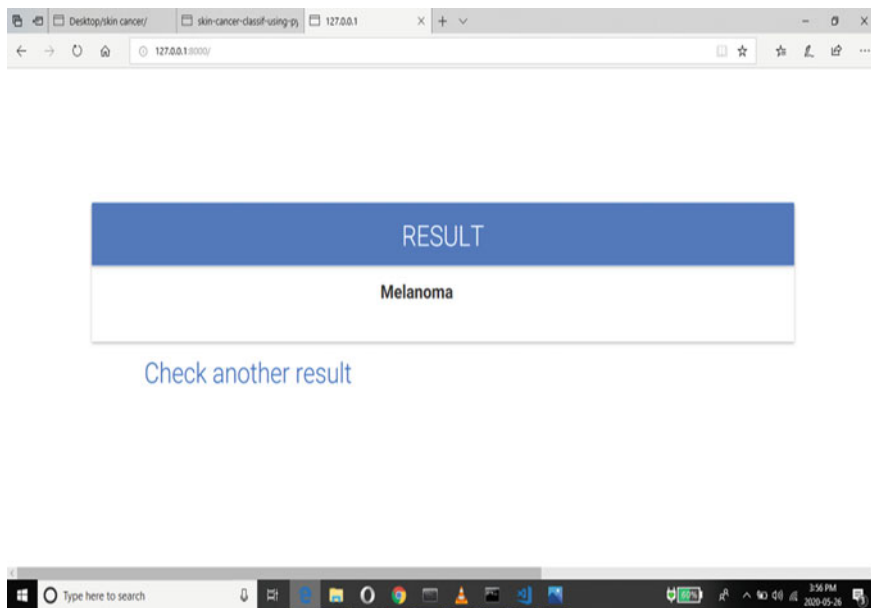 Desktop/skin cancer/
skin-cancer-classif-using-py
127.0.0.1
127.0.0.1:8000/
RESULT
Melanoma
Check another result
Type here to search
60%
3:56 PM
2020-05-26